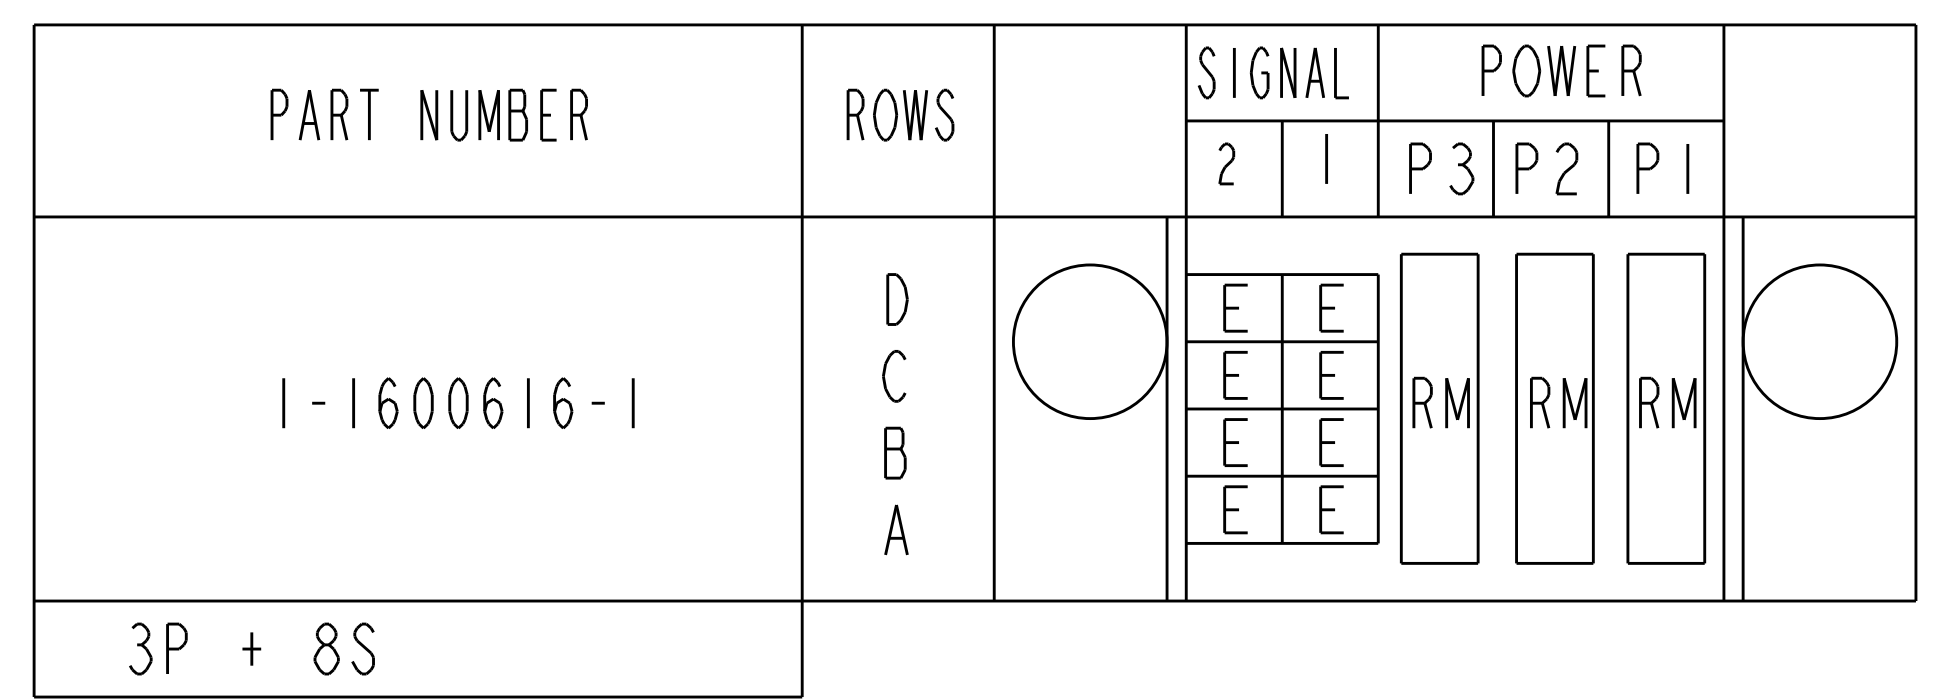 PART NUMBER ROWS SIGNAL POWER
2 1 P3 P2 P1
1-1600616-1
D E E
C E E
RM RM RM
B E E
A E E
3P + 8S